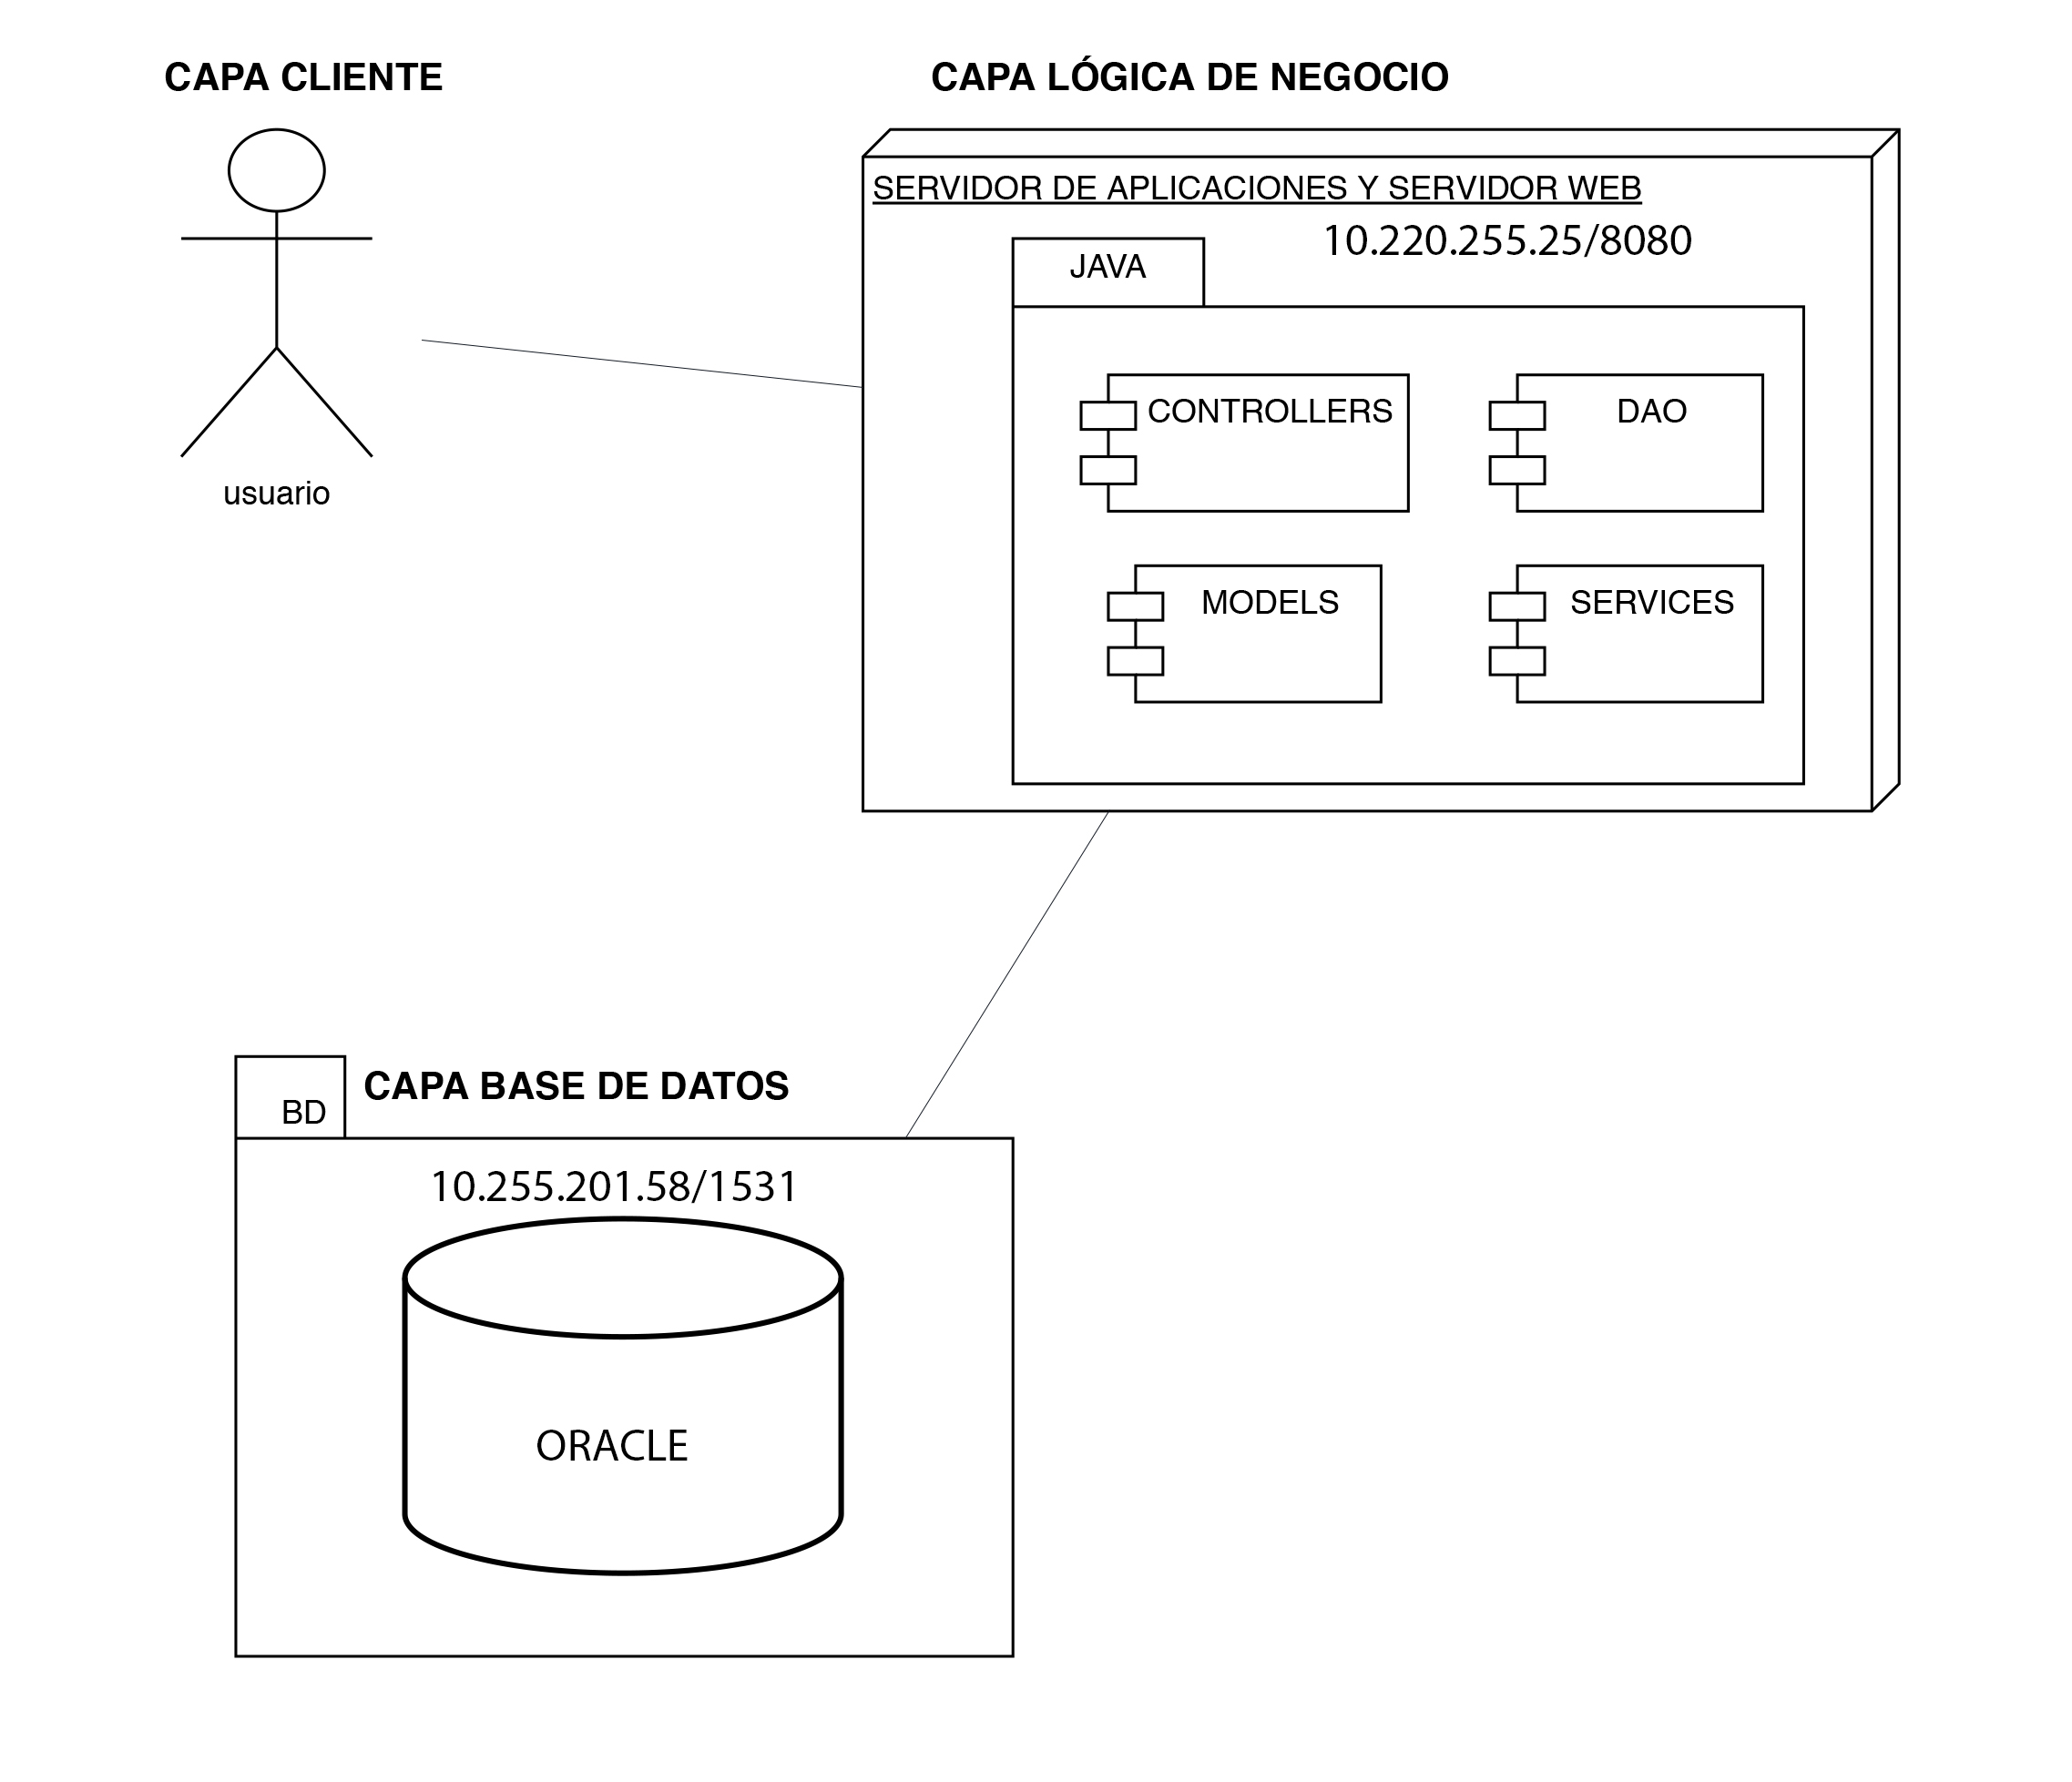 CAPA CLIENTE
usuario
CAPA LÓGICA DE NEGOCIO
SERVIDOR DE APLICACIONES Y SERVIDOR WEB
10.220.255.25/8080
JAVA
CONTROLLERS
DAO
MODELS
SERVICES
BD
CAPA BASE DE DATOS
10.255.201.58/1531
ORACLE